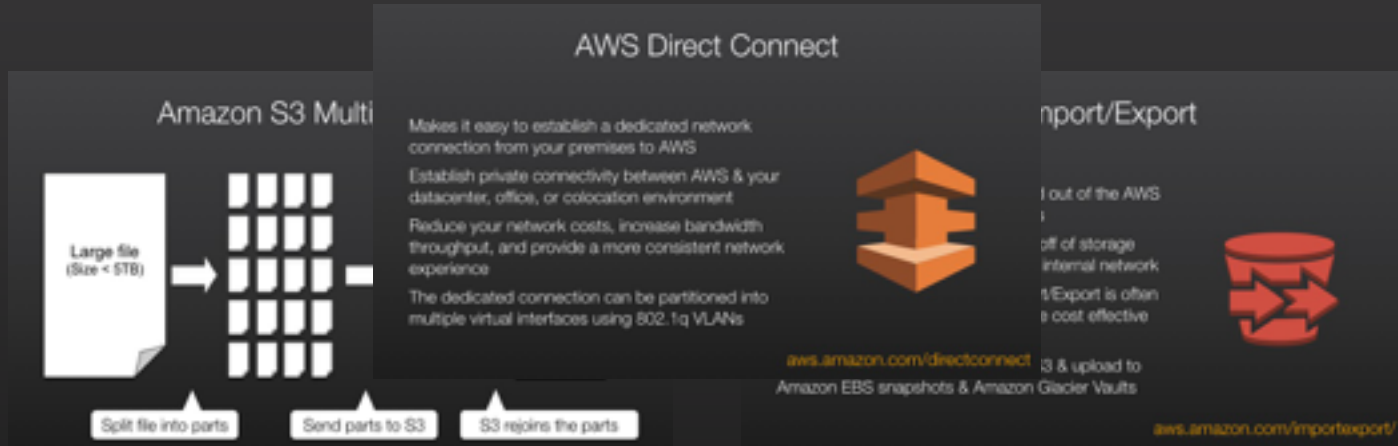 Amazon S3 Multi
Large file
(Size < 5TB)
Split file into parts
Send parts to S3
S3 rejoins the parts
AWS Direct Connect
Makes it easy to establish a dedicated network
connection from your premises to AWS
Establish private connectivity between AWS & your
datacenter, office, or colocation environment
Reduce your network costs, increase bandwidth
throughput, and provide a more consistent network
experience
The dedicated connection can be partitioned into
multiple virtual interfaces using 802.1q VLANs
aws.amazon.com/directconnect
mport/Export
out of the AWS
off of storage
internal network
t/Export is often
cost effective
S3 & upload to
Amazon EBS snapshots & Amazon Glacier Vaults
aws.amazon.com/importexport/